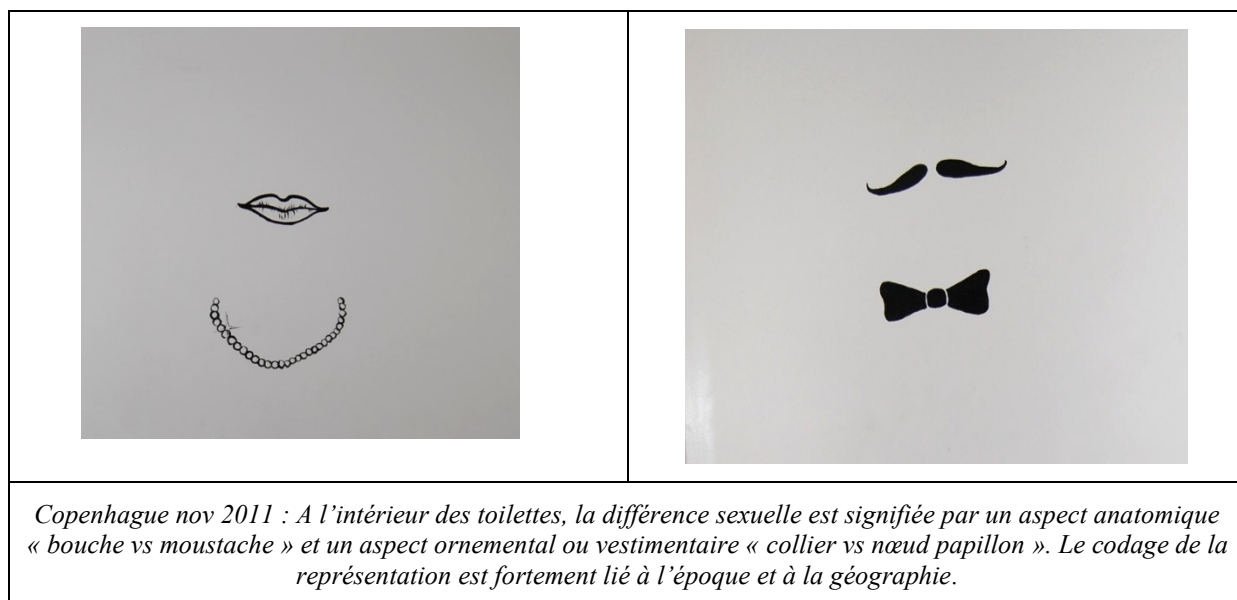 Copenhague nov 2011 : A l’intérieur des toilettes, la différence sexuelle est signifiée par un aspect anatomique
« bouche vs moustache » et un aspect ornemental ou vestimentaire « collier vs nœud papillon ». Le codage de la
représentation est fortement lié à l’époque et à la géographie.